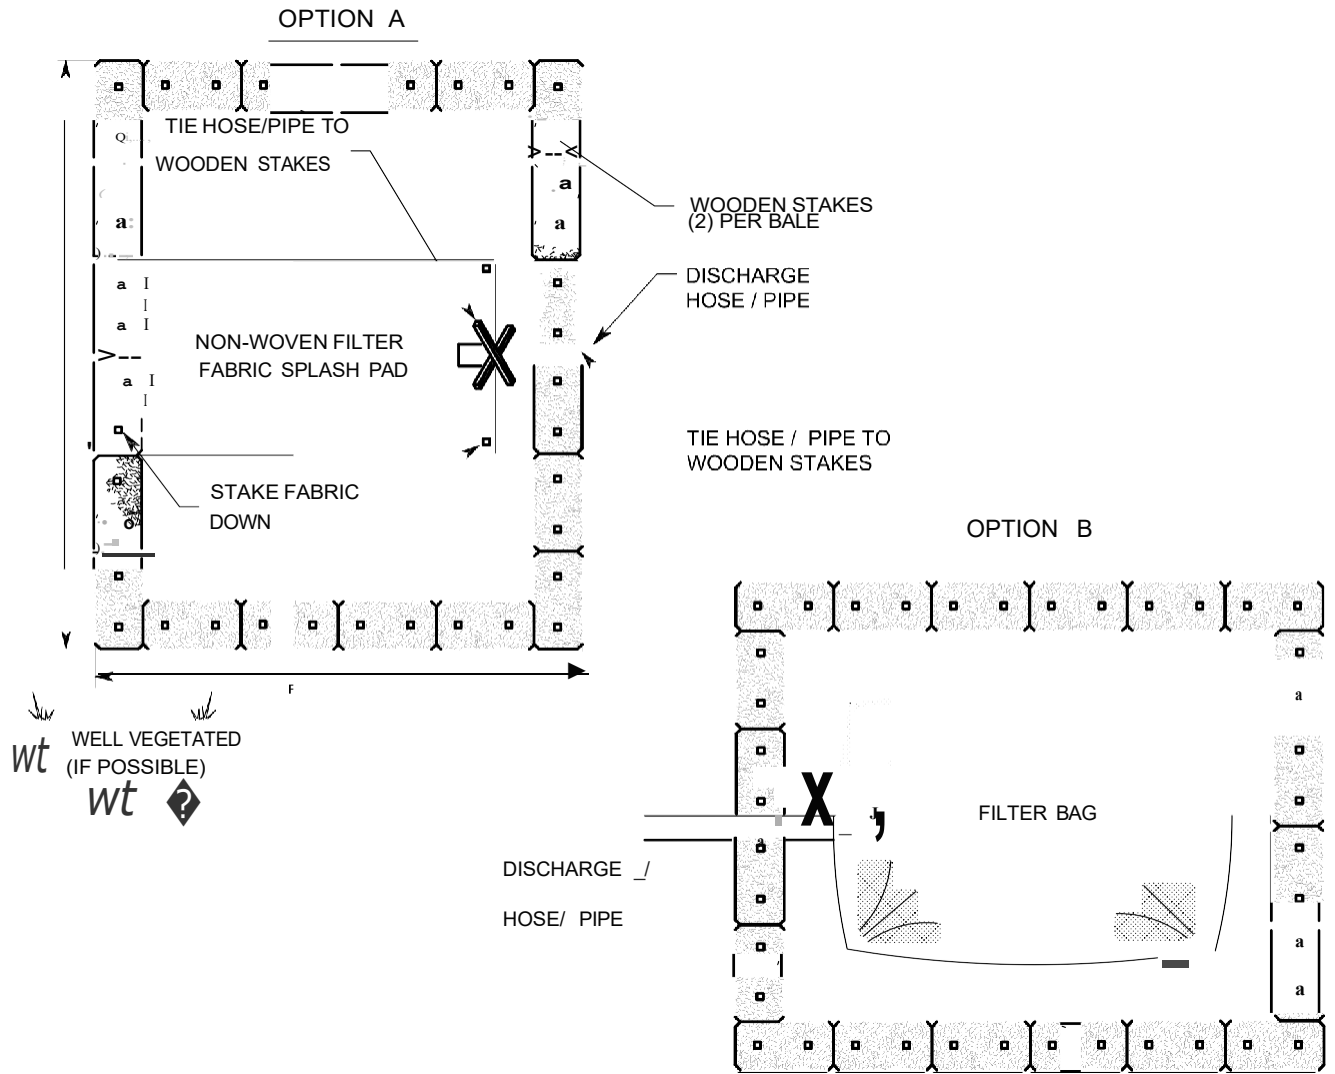 OPTION A
TIE HOSE/PIPE TO
WOODEN STAKES
WOODEN STAKES
(2) PER BALE
DISCHARGE
HOSE / PIPE
NON-WOVEN FILTER
FABRIC SPLASH PAD
TIE HOSE / PIPE TO
WOODEN STAKES
STAKE FABRIC
DOWN
WELL VEGETATED
(IF POSSIBLE)
OPTION B
FILTER BAG
DISCHARGE
HOSE/ PIPE